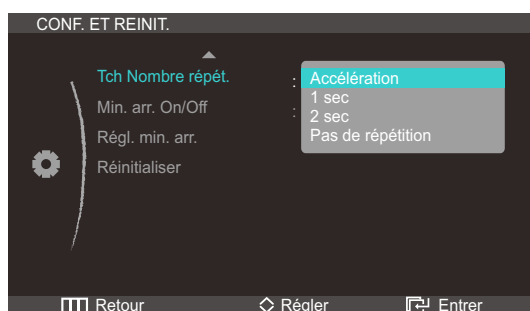 CONF. ET REINIT.
Tch Nombre répét. : Accélération
1 sec
Min. arr. On/Off : 2 sec
Régl. min. arr. Pas de répétition
Réinitialiser
Retour Régler Entrer